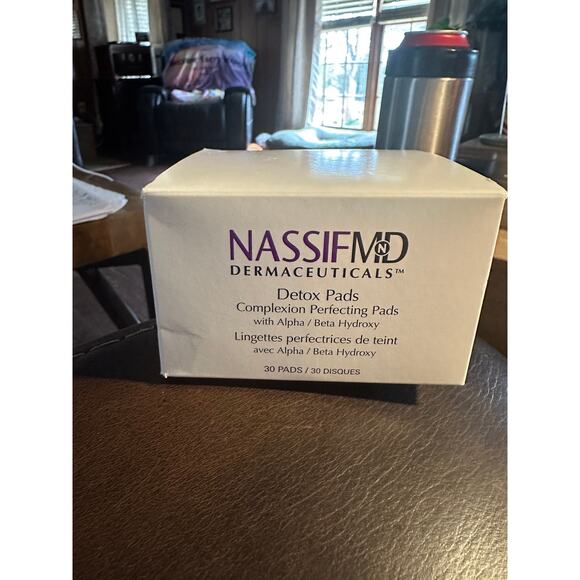 NASSIFMD
DERMACEUTICALS™
Detox Pads
Complexion Perfecting Pads
with Alpha / Beta Hydroxy
Lingettes perfectrices de teint
avec Alpha / Beta Hydroxy
30 PADS / 30 DISQUES